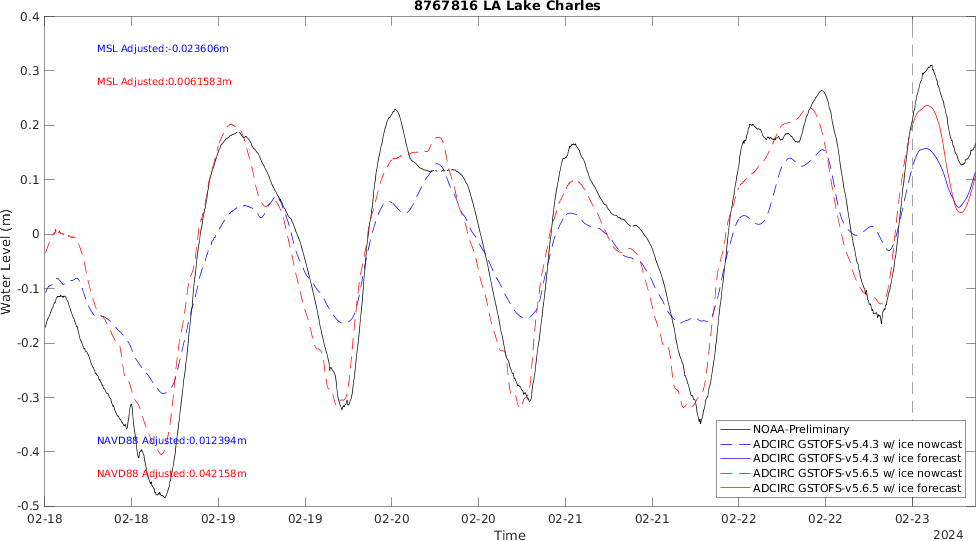 8767816 LA Lake Charles
0.4
0.3
0.2
0.1
0
-0.1
-0.2
-0.3
-0.4
-0.5
Water Level (m)
MSL Adjusted:-0.023606m
MSL Adjusted:0.0061583m
NAVD88 Adjusted:0.012394m
NAVD88 Adjusted:0.042158m
NOAA-Preliminary
ADCIRC GSTOFS-v5.4.3 w/ ice nowcast
ADCIRC GSTOFS-v5.4.3 w/ ice forecast
ADCIRC GSTOFS-v5.6.5 w/ ice nowcast
ADCIRC GSTOFS-v5.6.5 w/ ice forecast
02-18 02-18 02-19 02-19 02-20 02-20 02-21 02-21 02-22 02-22 02-23
Time
2024